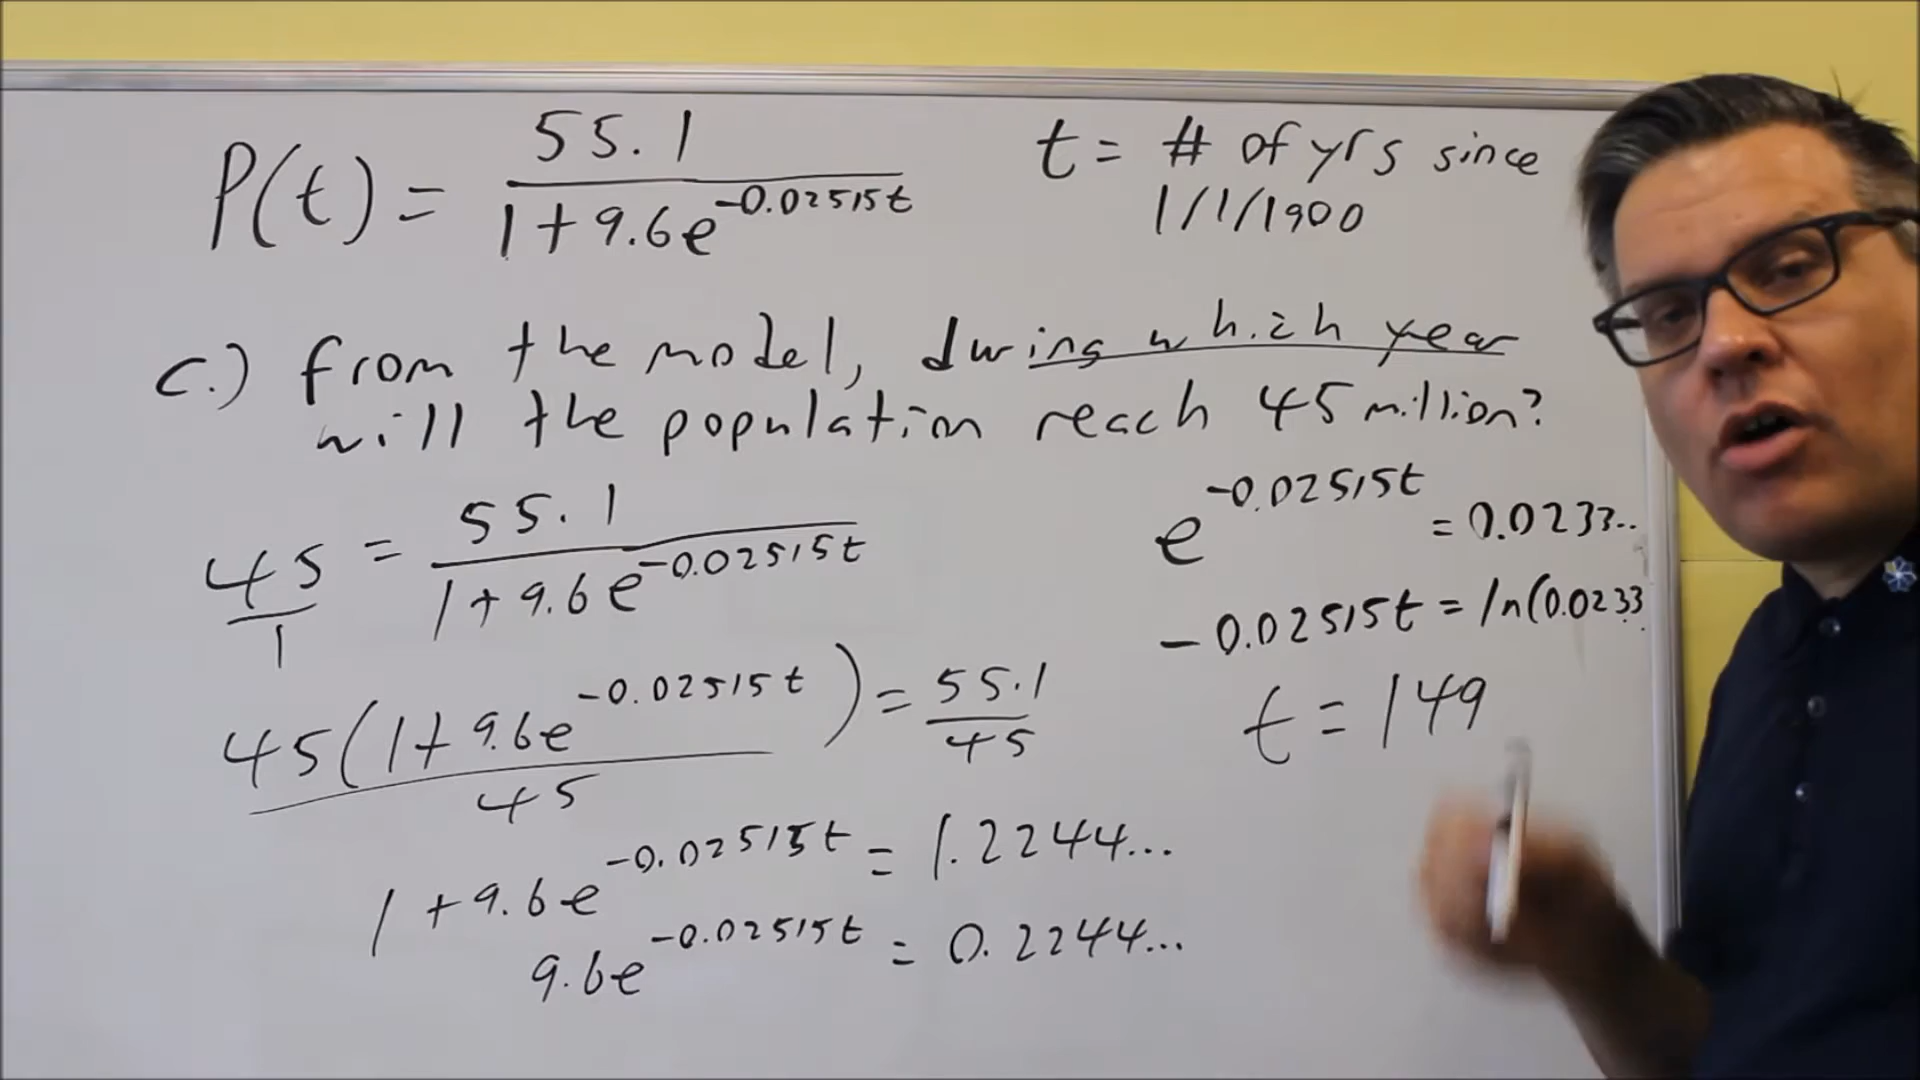 P(t) = 55.1 / (1 + 9.6e^(-0.02515t))
t = # of yrs since
1/1/1900
c.) from the model, during which year
will the population reach 45 million?
45/1 = 55.1 / (1 + 9.6e^(-0.02515t))
45(1 + 9.6e^(-0.02515t)) / 45 = 55.1 / 45
1 + 9.6e^(-0.02515t) = 1.2244...
9.6e^(-0.02515t) = 0.2244...
e^(-0.02515t) = 0.0233..
-0.02515t = ln(0.0233..
t = 149